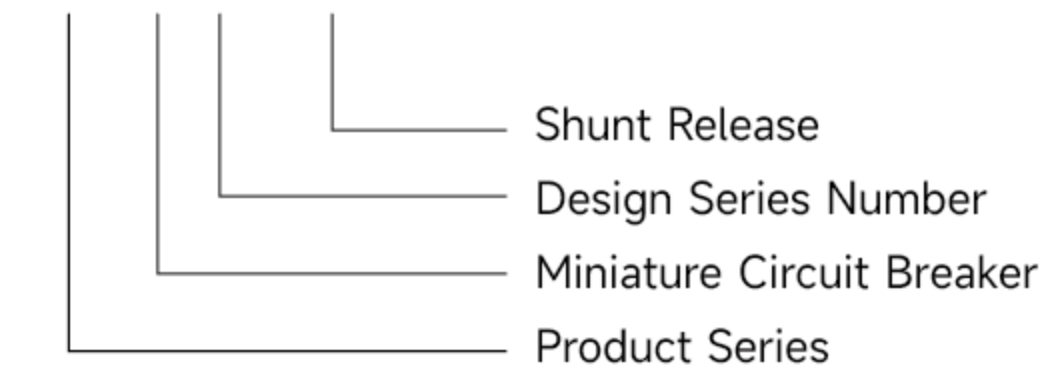 Shunt Release
Design Series Number
Miniature Circuit Breaker
Product Series